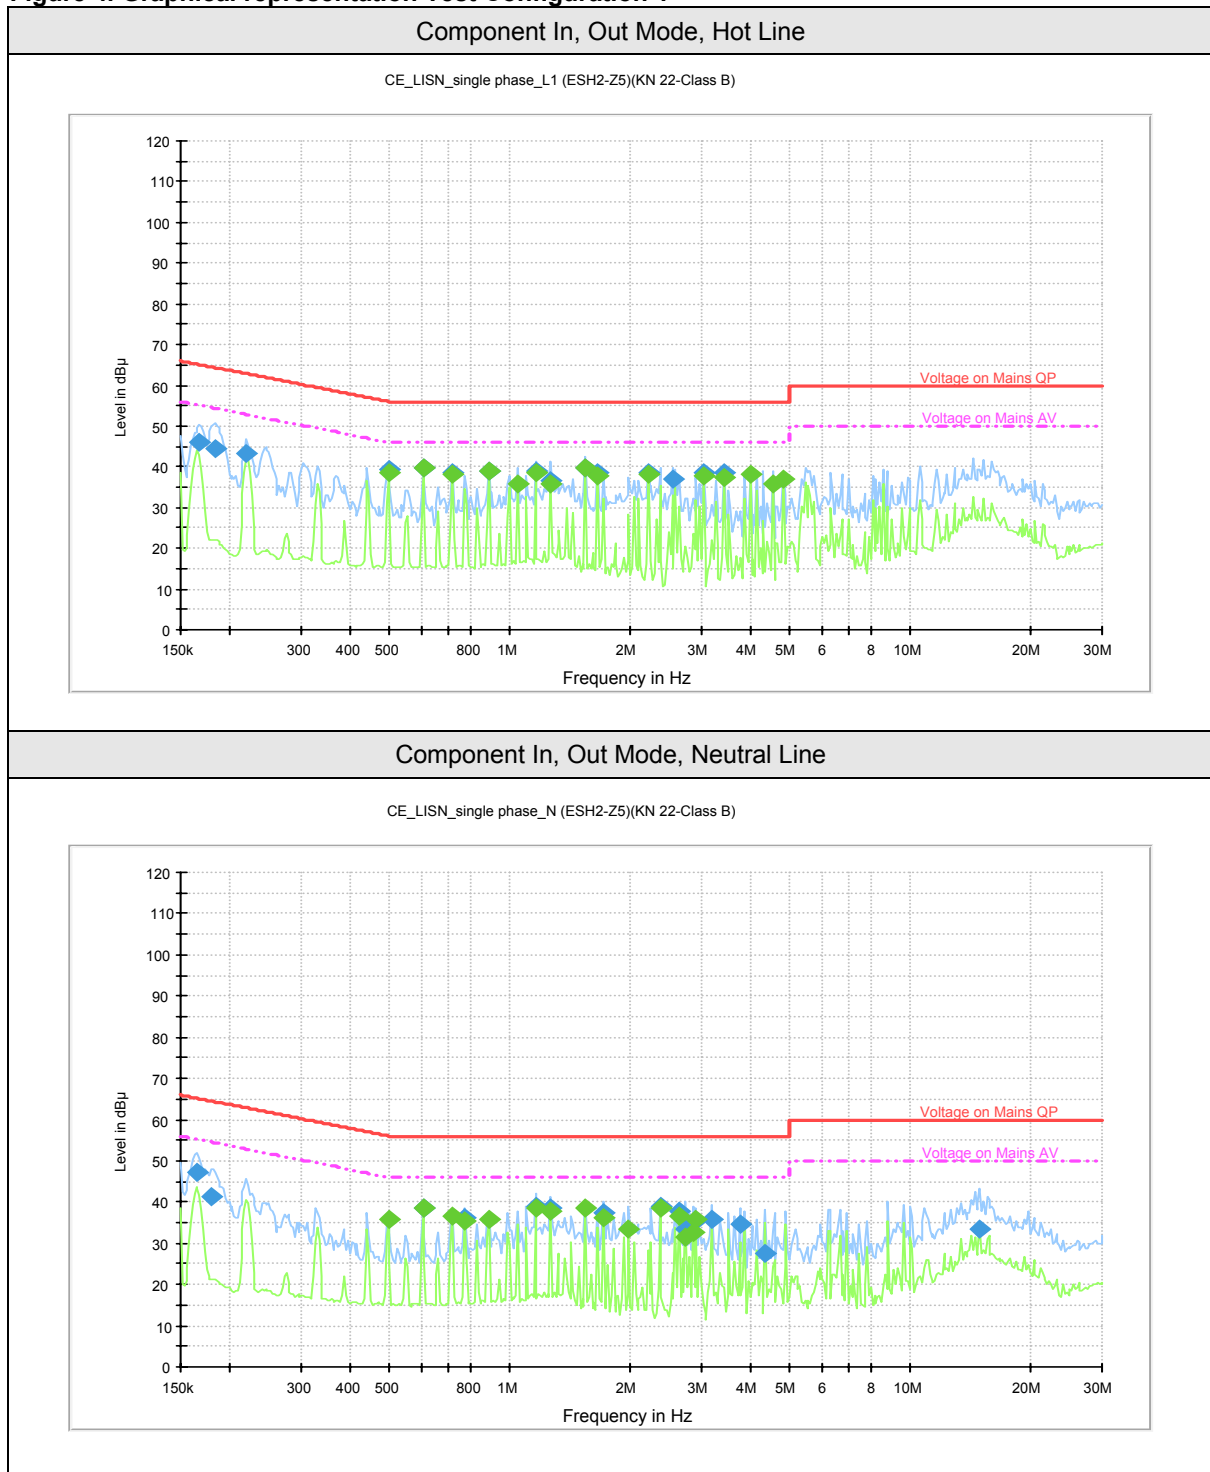 Component In, Out Mode, Hot Line
CE_LISN_single phase_L1 (ESH2-Z5)(KN 22-Class B)
120
110
100
90
80
70
60
50
40
30
20
10
0
Level in dBµ
Voltage on Mains QP
Voltage on Mains AV
150k 300 400 500 800 1M 2M 3M 4M 5M 6 8 10M 20M 30M
Frequency in Hz
Component In, Out Mode, Neutral Line
CE_LISN_single phase_N (ESH2-Z5)(KN 22-Class B)
120
110
100
90
80
70
60
50
40
30
20
10
0
Level in dBµ
Voltage on Mains QP
Voltage on Mains AV
150k 300 400 500 800 1M 2M 3M 4M 5M 6 8 10M 20M 30M
Frequency in Hz